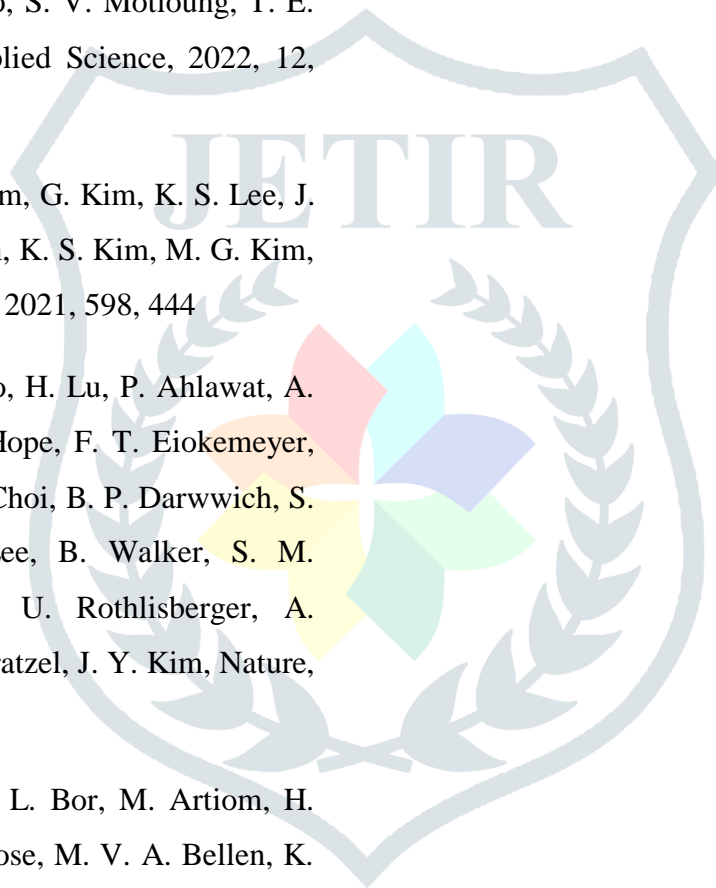 S. V. Motloung, T. E.
plied Science, 2022, 12,
JETIR
m, G. Kim, K. S. Lee, J.
K. S. Kim, M. G. Kim,
2021, 598, 444
H. Lu, P. Ahlawat, A.
Hope, F. T. Eiokemeyer,
Choi, B. P. Darwwich, S.
ee, B. Walker, S. M.
U. Rothlisberger, A.
ratzel, J. Y. Kim, Nature,
L. Bor, M. Artiom, H.
ose, M. V. A. Bellen, K.